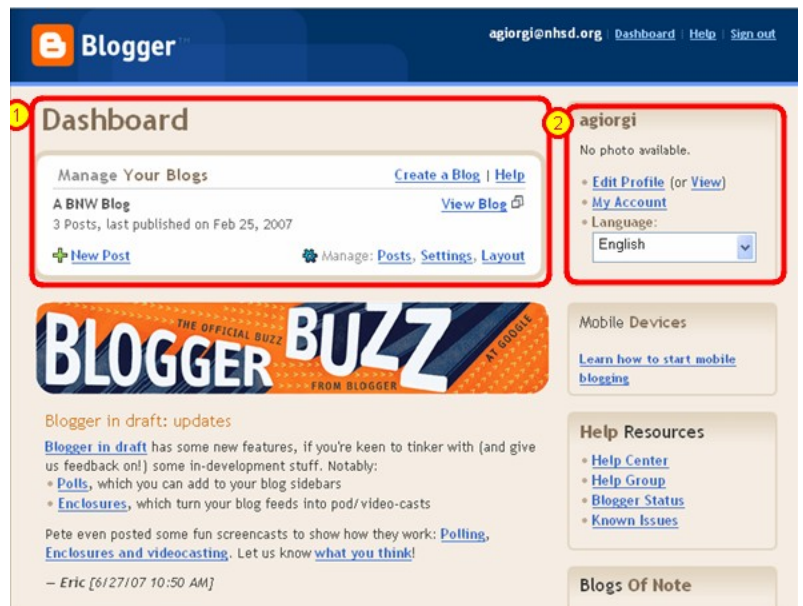 Blogger™
agiorgi@nhsd.org | Dashboard | Help | Sign out
1
Dashboard
Manage Your Blogs
Create a Blog | Help
A BNW Blog
View Blog
3 Posts, last published on Feb 25, 2007
New Post
Manage: Posts, Settings, Layout
2
agiorgi
No photo available.
• Edit Profile (or View)
• My Account
• Language:
English
THE OFFICIAL BUZZ
BLOGGER BUZZ
FROM BLOGGER
AT GOOGLE
Mobile Devices
Learn how to start mobile
blogging
Blogger in draft: updates
Blogger in draft has some new features, if you're keen to tinker with (and give
us feedback on!) some in-development stuff. Notably:
• Polls, which you can add to your blog sidebars
• Enclosures, which turn your blog feeds into pod/video-casts
Pete even posted some fun screencasts to show how they work: Polling,
Enclosures and videocasting. Let us know what you think!
— Eric [6/27/07 10:50 AM]
Help Resources
• Help Center
• Help Group
• Blogger Status
• Known Issues
Blogs Of Note